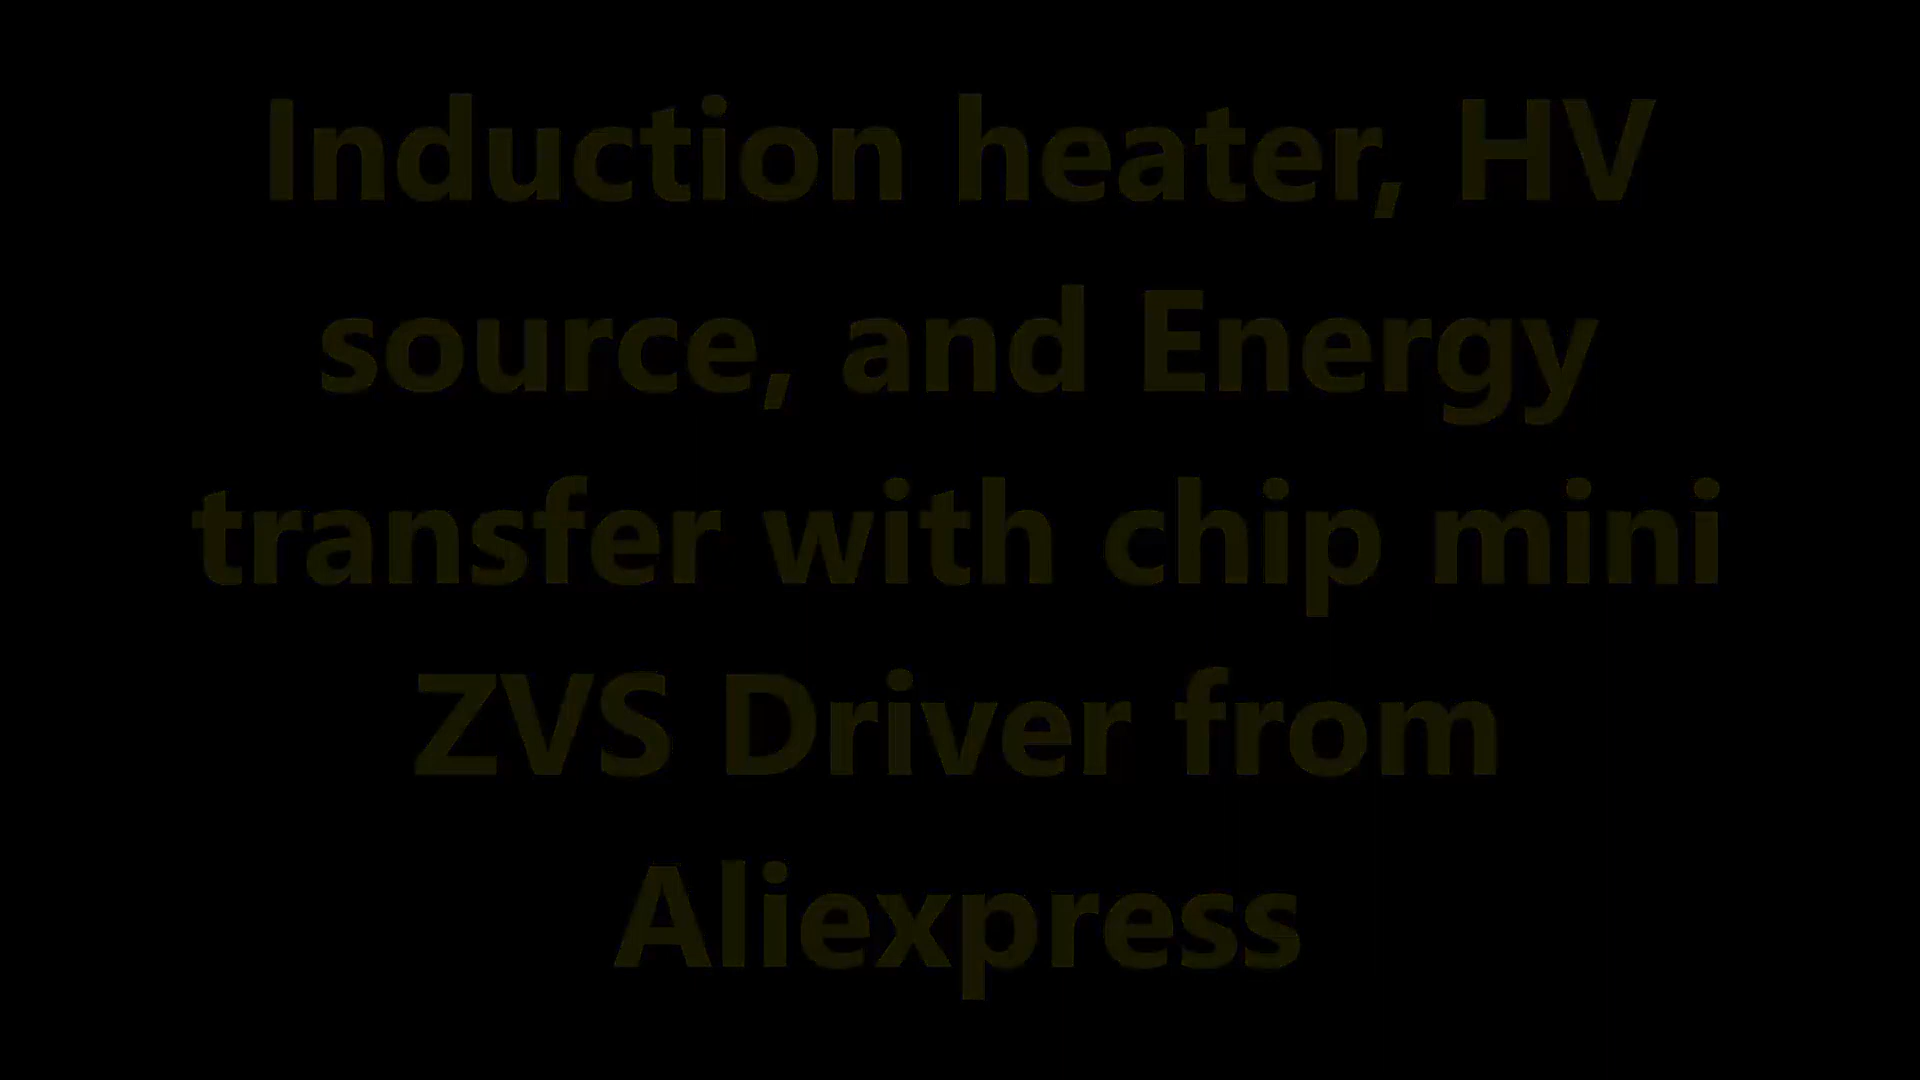 Induction heater, HV
source, and Energy
transfer with chip mini
ZVS Driver from
Aliexpress